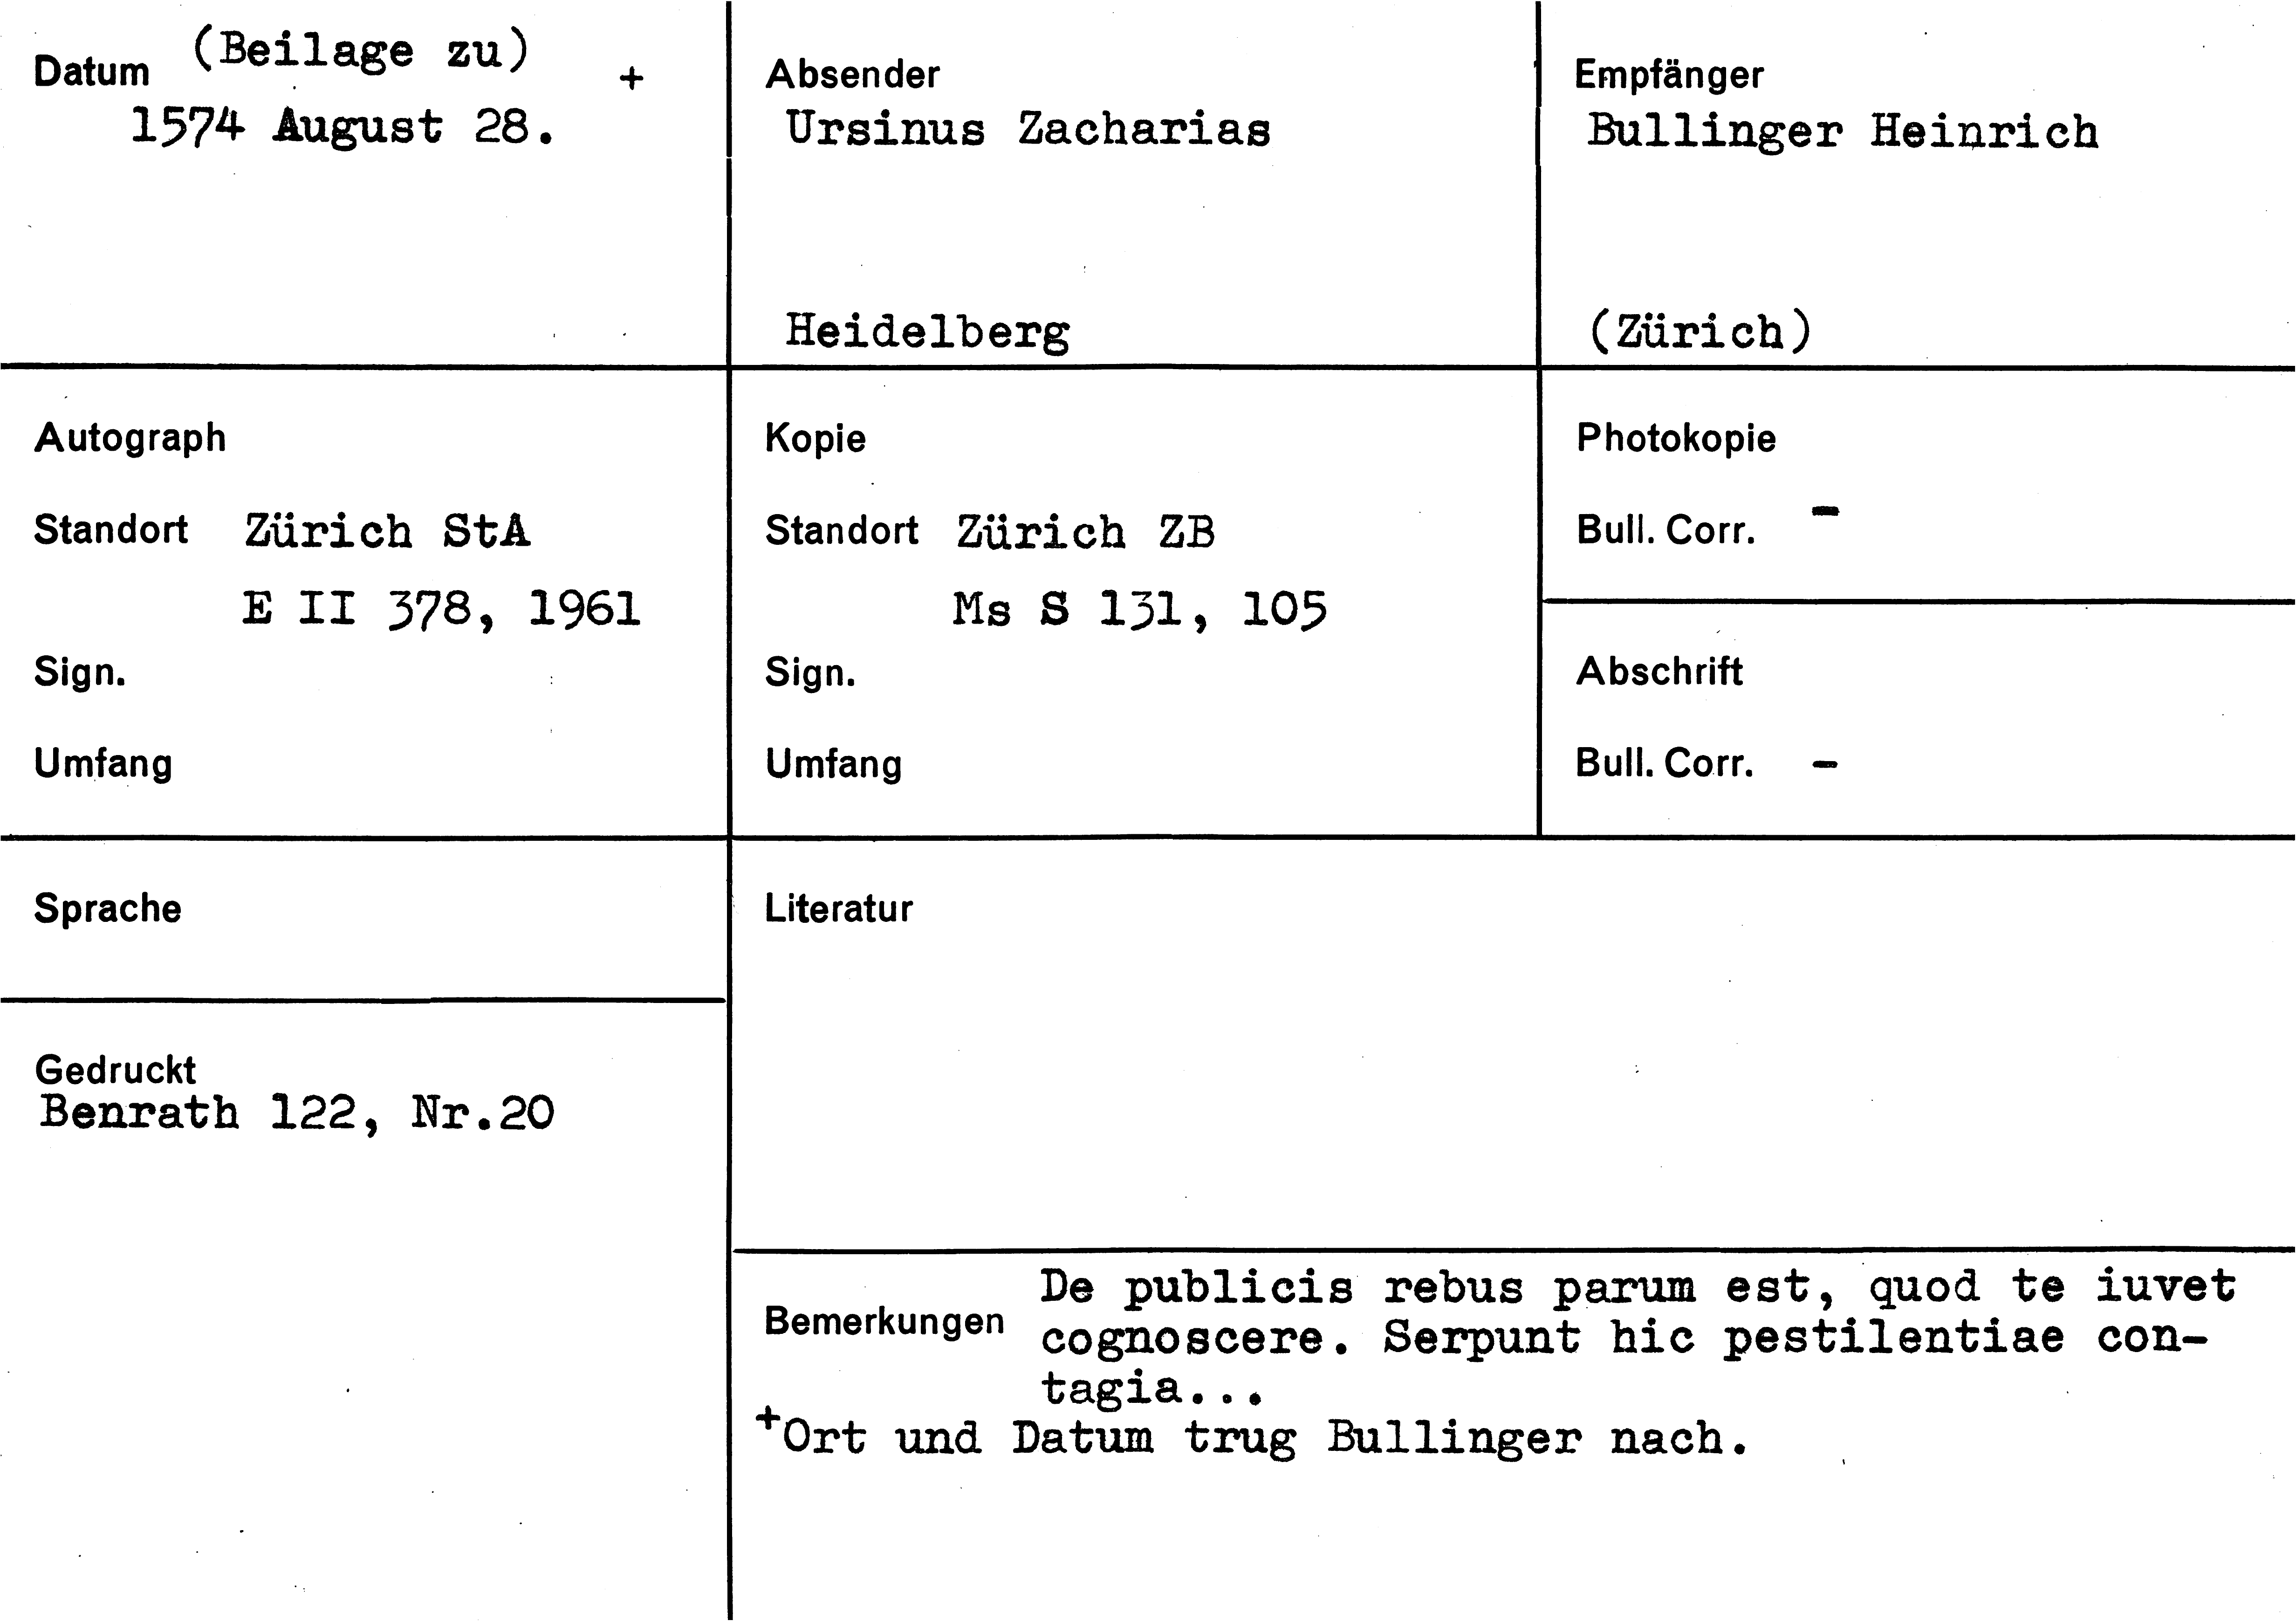 Datum (Beilage zu) +
1574 August 28.
Absender
Ursinus Zacharias
Heidelberg
Empfänger
Bullinger Heinrich
(Zürich)
Autograph
Standort Zürich StA
E II 378, 1961
Sign.
Umfang
Kopie
Standort Zürich ZB
Ms S 131, 105
Sign.
Umfang
Photokopie
Bull. Corr. -
Abschrift
Bull. Corr. -
Sprache
Literatur
Gedruckt
Benrath 122, Nr.20
Bemerkungen De publicis rebus parum est, quod te iuvet
cognoscere. Serpunt hic pestilentiae con-
tagia...
+Ort und Datum trug Bullinger nach.